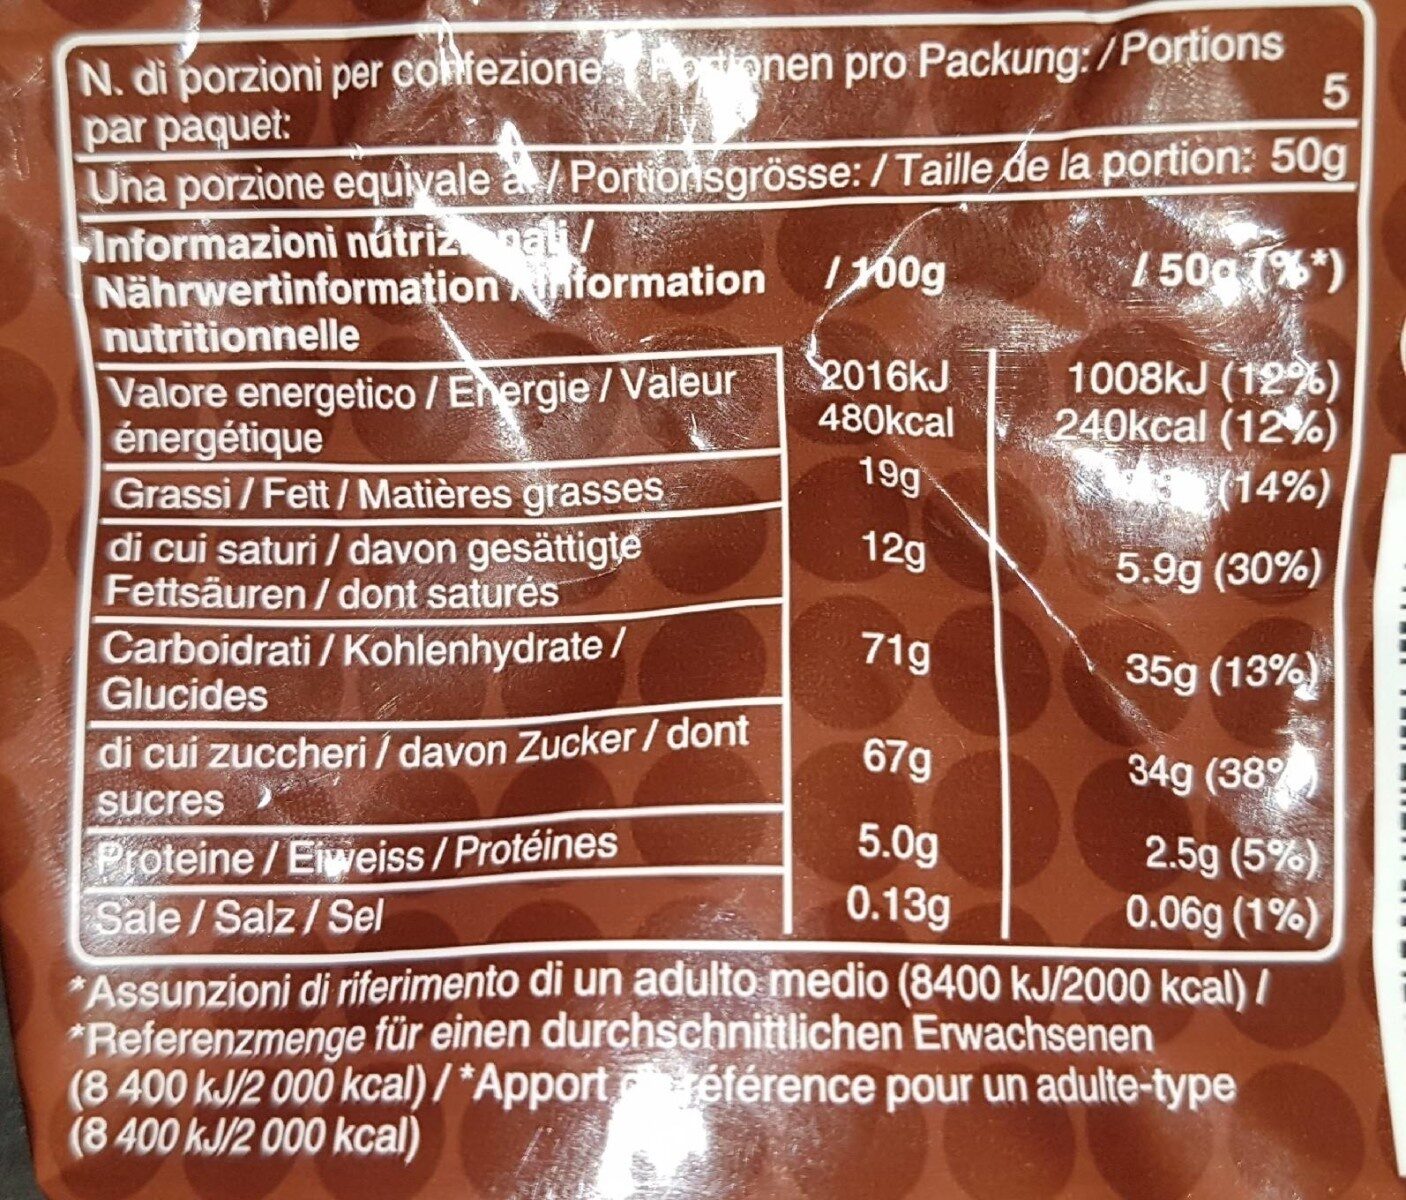 N. di porzioni per confezione: / Portionen pro Packung: / Portions
par paquet: 5
Una porzione equivale a: / Portionsgrösse: / Taille de la portion: 50g
Informazioni nutrizionali /
Nährwertinformation / Information / 100g / 50g (%*)
nutritionnelle
Valore energetico / Energie / Valeur 2016kJ 1008kJ (12%)
énergétique 480kcal 240kcal (12%)
Grassi / Fett / Matières grasses 19g (14%)
di cui saturi / davon gesättigte 12g 5.9g (30%)
Fettsäuren / dont saturés
Carboidrati / Kohlenhydrate / 71g 35g (13%)
Glucides
di cui zuccheri / davon Zucker / dont 67g 34g (38%)
sucres
Proteine / Eiweiss / Protéines 5.0g 2.5g (5%)
Sale / Salz / Sel 0.13g 0.06g (1%)
*Assunzioni di riferimento di un adulto medio (8400 kJ/2000 kcal) /
*Referenzmenge für einen durchschnittlichen Erwachsenen
(8 400 kJ/2 000 kcal) / *Apport de référence pour un adulte-type
(8 400 kJ/2 000 kcal)